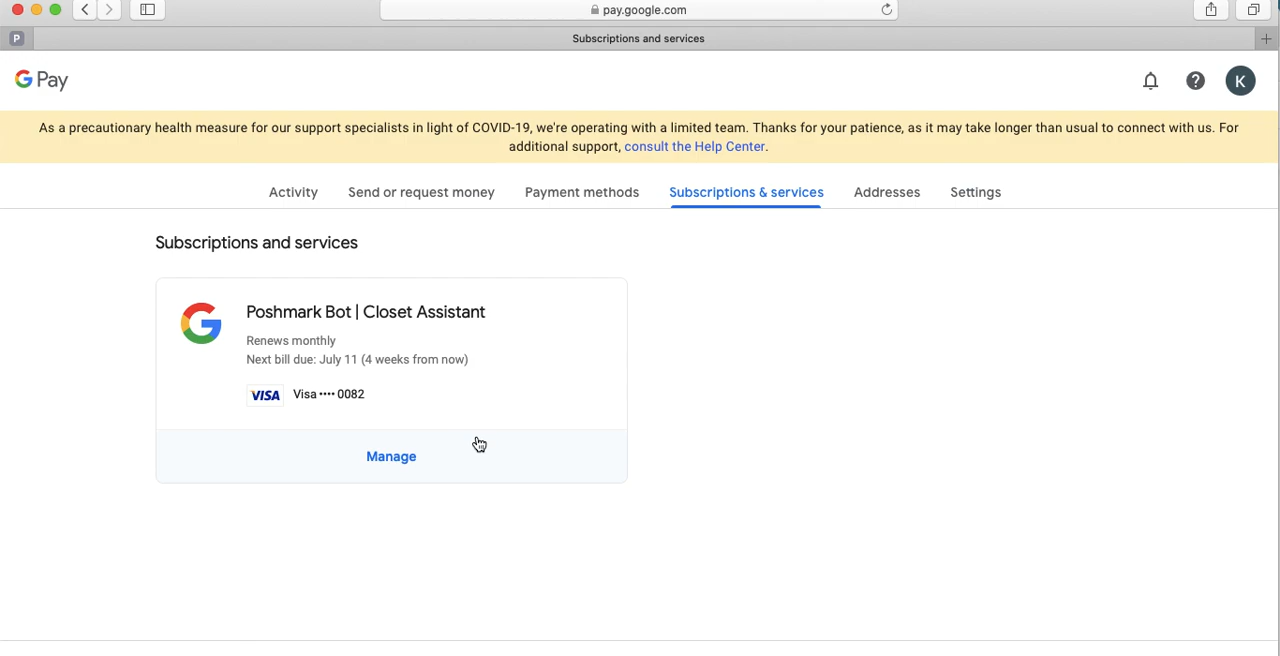 pay.google.com
P
Subscriptions and services
G Pay
K
As a precautionary health measure for our support specialists in light of COVID-19, we're operating with a limited team. Thanks for your patience, as it may take longer than usual to connect with us. For
additional support, consult the Help Center.
Activity
Send or request money
Payment methods
Subscriptions & services
Addresses
Settings
Subscriptions and services
Poshmark Bot | Closet Assistant
Renews monthly
Next bill due: July 11 (4 weeks from now)
VISA Visa •••• 0082
Manage